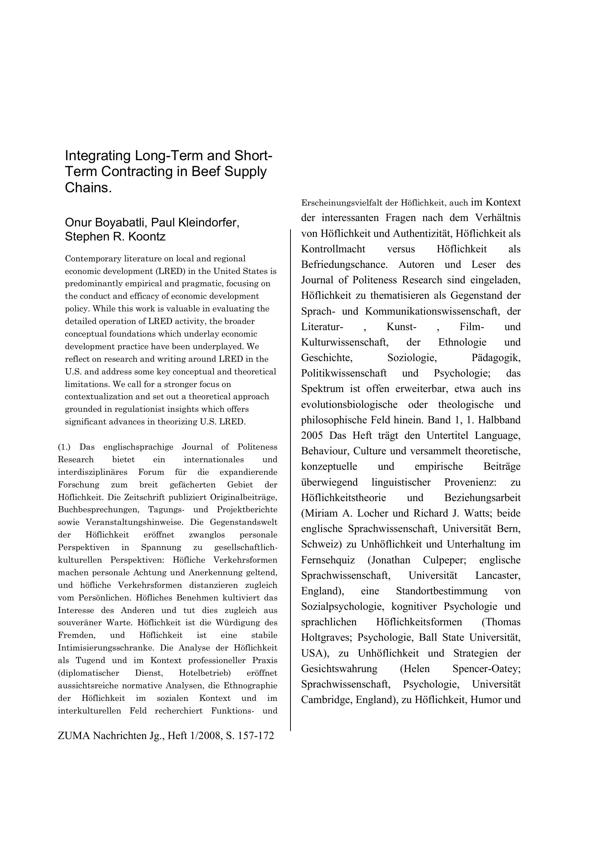 Integrating Long-Term and Short-
Term Contracting in Beef Supply
Chains.
Onur Boyabatli, Paul Kleindorfer,
Stephen R. Koontz
Contemporary literature on local and regional
economic development (LRED) in the United States is
predominantly empirical and pragmatic, focusing on
the conduct and efficacy of economic development
policy. While this work is valuable in evaluating the
detailed operation of LRED activity, the broader
conceptual foundations which underlay economic
development practice have been underplayed. We
reflect on research and writing around LRED in the
U.S. and address some key conceptual and theoretical
limitations. We call for a stronger focus on
contextualization and set out a theoretical approach
grounded in regulationist insights which offers
significant advances in theorizing U.S. LRED.
(1.) Das englischsprachige Journal of Politeness
Research bietet ein internationales und
interdisziplinäres Forum für die expandierende
Forschung zum breit gefächerten Gebiet der
Höflichkeit. Die Zeitschrift publiziert Originalbeiträge,
Buchbesprechungen, Tagungs- und Projektberichte
sowie Veranstaltungshinweise. Die Gegenstandswelt
der Höflichkeit eröffnet zwanglos personale
Perspektiven in Spannung zu gesellschaftlich-
kulturellen Perspektiven: Höfliche Verkehrsformen
machen personale Achtung und Anerkennung geltend,
und höfliche Verkehrsformen distanzieren zugleich
vom Persönlichen. Höfliches Benehmen kultiviert das
Interesse des Anderen und tut dies zugleich aus
souveräner Warte. Höflichkeit ist die Würdigung des
Fremden, und Höflichkeit ist eine stabile
Intimisierungsschranke. Die Analyse der Höflichkeit
als Tugend und im Kontext professioneller Praxis
(diplomatischer Dienst, Hotelbetrieb) eröffnet
aussichtsreiche normative Analysen, die Ethnographie
der Höflichkeit im sozialen Kontext und im
interkulturellen Feld recherchiert Funktions- und
Erscheinungsvielfalt der Höflichkeit, auch im Kontext
der interessanten Fragen nach dem Verhältnis
von Höflichkeit und Authentizität, Höflichkeit als
Kontrollmacht versus Höflichkeit als
Befriedungschance. Autoren und Leser des
Journal of Politeness Research sind eingeladen,
Höflichkeit zu thematisieren als Gegenstand der
Sprach- und Kommunikationswissenschaft, der
Literatur- , Kunst- , Film- und
Kulturwissenschaft, der Ethnologie und
Geschichte, Soziologie, Pädagogik,
Politikwissenschaft und Psychologie; das
Spektrum ist offen erweiterbar, etwa auch ins
evolutionsbiologische oder theologische und
philosophische Feld hinein. Band 1, 1. Halbband
2005 Das Heft trägt den Untertitel Language,
Behaviour, Culture und versammelt theoretische,
konzeptuelle und empirische Beiträge
überwiegend linguistischer Provenienz: zu
Höflichkeitstheorie und Beziehungsarbeit
(Miriam A. Locher und Richard J. Watts; beide
englische Sprachwissenschaft, Universität Bern,
Schweiz) zu Unhöflichkeit und Unterhaltung im
Fernsehquiz (Jonathan Culpeper; englische
Sprachwissenschaft, Universität Lancaster,
England), eine Standortbestimmung von
Sozialpsychologie, kognitiver Psychologie und
sprachlichen Höflichkeitsformen (Thomas
Holtgraves; Psychologie, Ball State Universität,
USA), zu Unhöflichkeit und Strategien der
Gesichtswahrung (Helen Spencer-Oatey;
Sprachwissenschaft, Psychologie, Universität
Cambridge, England), zu Höflichkeit, Humor und
ZUMA Nachrichten Jg., Heft 1/2008, S. 157-172